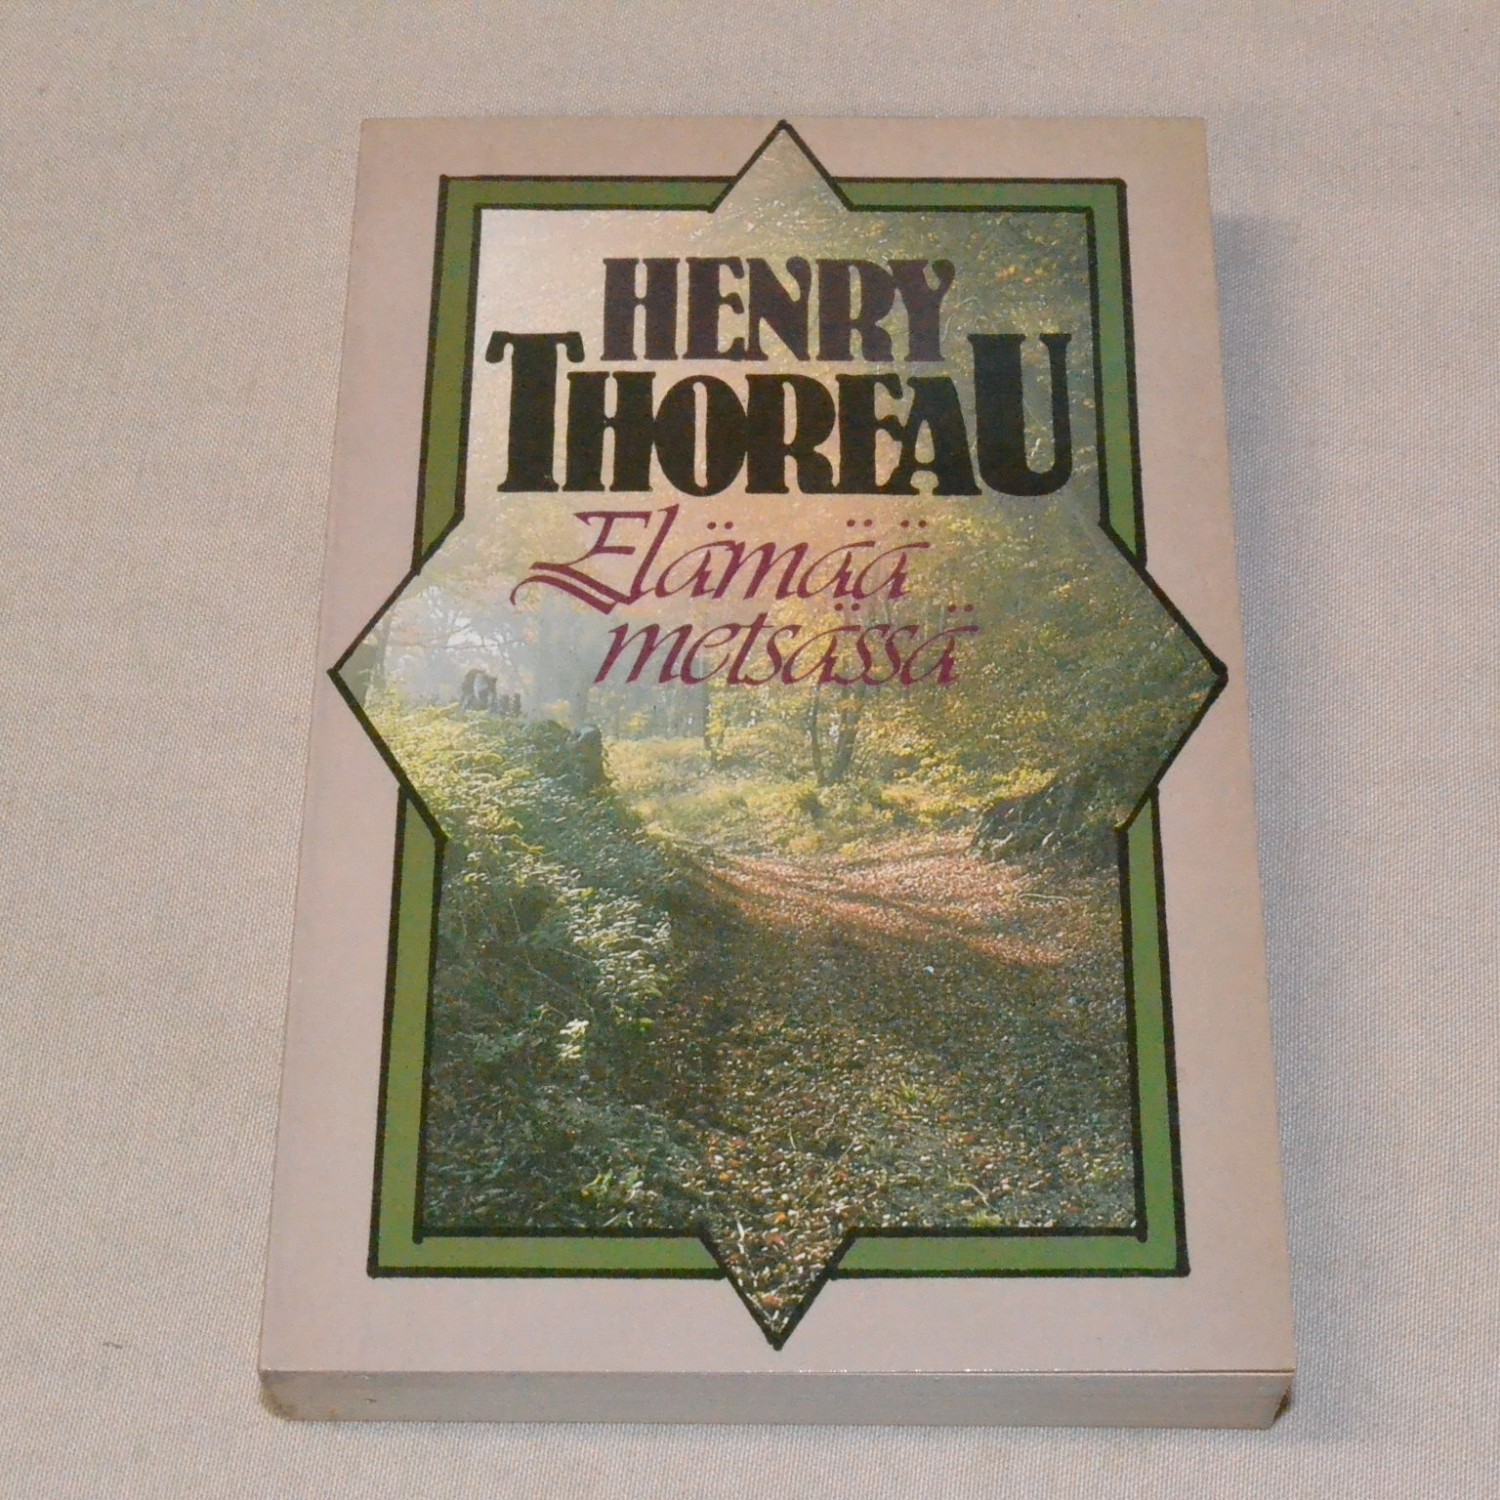 HENRY
THOREAU
Elämää
metsässä